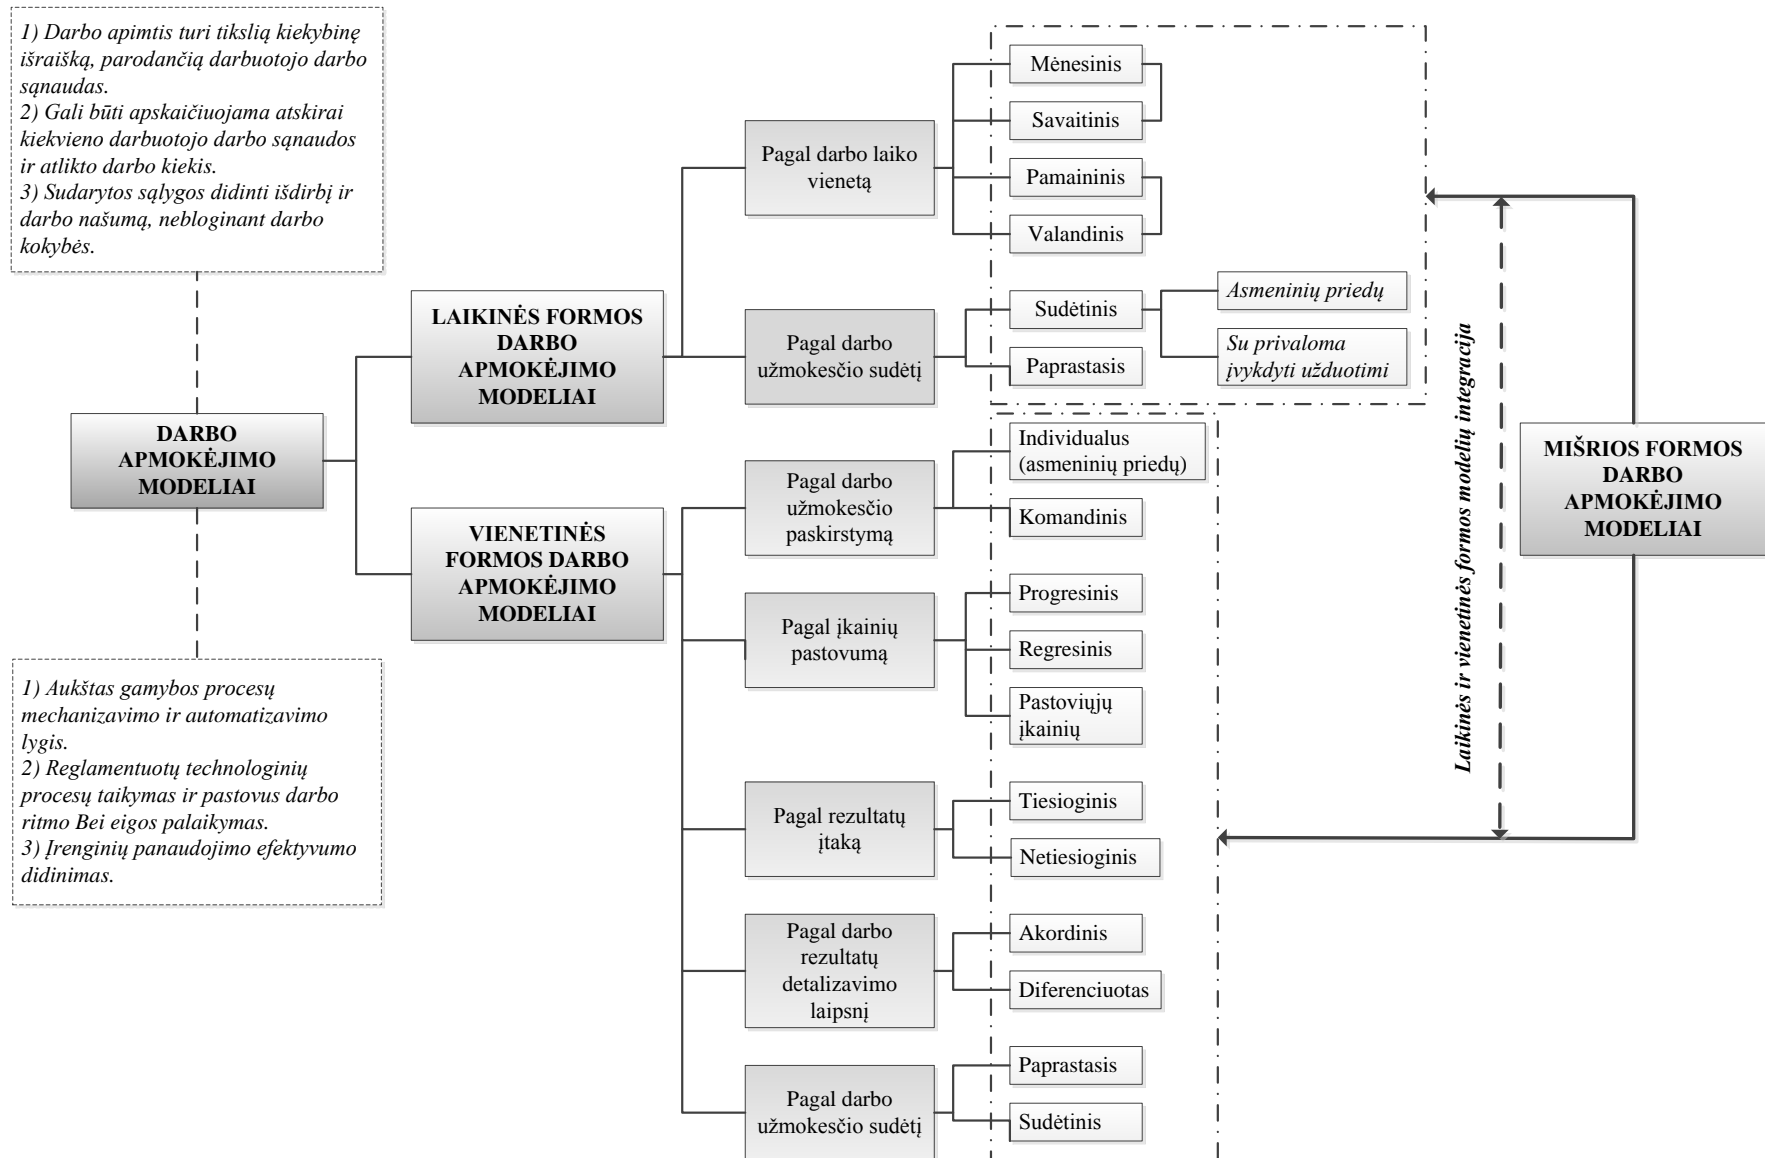 1) Darbo apimtis turi tikslią kiekybinę
išraišką, parodančią darbuotojo darbo
sąnaudas.
2) Gali būti apskaičiuojama atskirai
kiekvieno darbuotojo darbo sąnaudos
ir atlikto darbo kiekis.
3) Sudarytos sąlygos didinti išdirbį ir
darbo našumą, nebloginant darbo
kokybės.
DARBO
APMOKĖJIMO
MODELIAI
1) Aukštas gamybos procesų
mechanizavimo ir automatizavimo
lygis.
2) Reglamentuotų technologinių
procesų taikymas ir pastovus darbo
ritmo Bei eigos palaikymas.
3) Įrenginių panaudojimo efektyvumo
didinimas.
LAIKINĖS FORMOS
DARBO
APMOKĖJIMO
MODELIAI
Pagal darbo laiko
vienetą
Mėnesinis
Savaitinis
Pamaininis
Valandinis
Pagal darbo
užmokesčio sudėtį
Sudėtinis
Asmeninių priedų
Su privaloma
įvykdyti užduotimi
Paprastasis
VIENETINĖS
FORMOS DARBO
APMOKĖJIMO
MODELIAI
Pagal darbo
užmokesčio
paskirstymą
Individualus
(asmeninių priedų)
Komandinis
Pagal įkainių
pastovumą
Progresinis
Regresinis
Pastoviųjų
įkainių
Pagal rezultatų
įtaką
Tiesioginis
Netiesioginis
Pagal darbo
rezultatų
detalizavimo
laipsnį
Akordinis
Diferenciuotas
Pagal darbo
užmokesčio sudėtį
Paprastasis
Sudėtinis
Laikinės ir vienetinės formos modelių integracija
MIŠRIOS FORMOS
DARBO
APMOKĖJIMO
MODELIAI